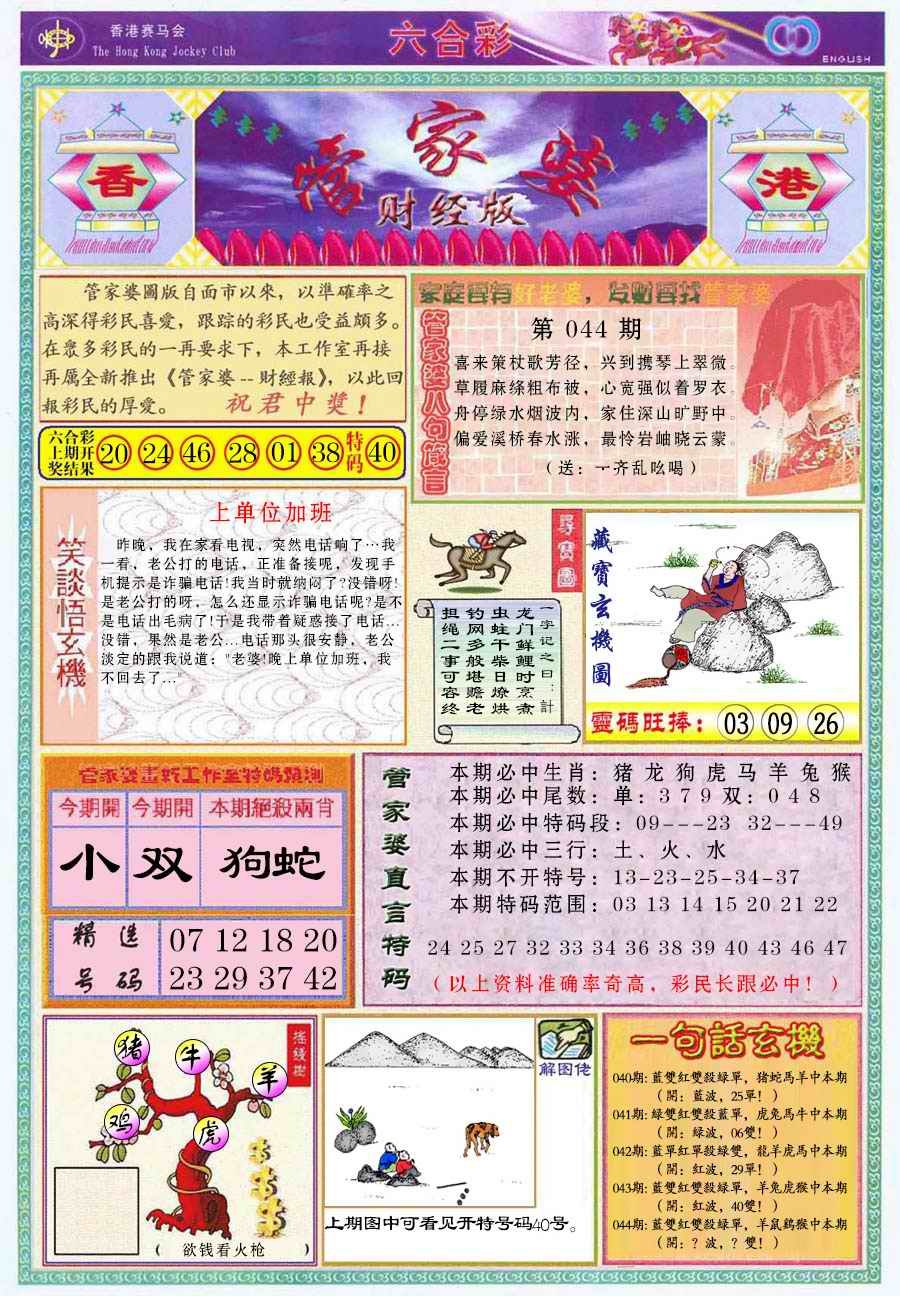 香港赛马会
The Hong Kong Jockey Club
六合彩
ENGLISH
香
管家婆
财经版
港
管家婆圖版自面市以來，以準確率之
高深得彩民喜愛，跟踪的彩民也受益頗多。
在衆多彩民的一再要求下，本工作室再接
再厲全新推出《管家婆--財經報》，以此回
報彩民的厚愛。 祝君中獎！
六合彩
上期开
奖结果
20 24 46 28 01 38 特码 40
家庭要有好老婆，发财要找管家婆
管家婆八句箴言
第 044 期
喜来策杖歌芳径，兴到携琴上翠微。
草履麻绦粗布被，心宽强似着罗衣。
舟停绿水烟波内，家住深山旷野中。
偏爱溪桥春水涨，最怜岩岫晓云蒙。
（送：一齐乱吆喝）
笑談悟玄機
上单位加班
昨晚，我在家看电视，突然电话响了…我
一看，老公打的电话，正准备接呢，发现手
机提示是诈骗电话!我当时就纳闷了?没错呀!
是老公打的呀，怎么还显示诈骗电话呢?是不
是电话出毛病了!于是我带着疑惑接了电话…
没错，果然是老公…电话那头很安静，老公
淡定的跟我说道："老婆!晚上单位加班，我
不回去了…
尋寶圖
一字记之曰：計
龙门鲜鲤时烹煮
虫蛀干柴日燎烘
钓网多般堪赡老
担绳二事可容终
藏寶玄機圖
靈碼旺捧： 03 09 26
今期開 今期開 本期絕殺兩肖
小 双 狗蛇
精选号码
07 12 18 20
23 29 37 42
管家婆直言特码
本期必中生肖：猪 龙 狗 虎 马 羊 兔 猴
本期必中尾数：单：3 7 9 双：0 4 8
本期必中特码段：09---23 32---49
本期必中三行：土、火、水
本期不开特号：13-23-25-34-37
本期特码范围：03 13 14 15 20 21 22
24 25 27 32 33 34 36 38 39 40 43 46 47
（以上资料准确率奇高，彩民长跟必中！）
摇錢樹
猪
牛
羊
鸡
虎
（ 欲钱看火枪 ）
解图佬
上期图中可看见开特号码40号。
一句話玄機
040期: 藍雙紅雙殺緑單，猪蛇馬羊中本期
（開：藍波，25單！）
041期: 緑雙紅雙殺藍單，虎兔馬牛中本期
（開：緑波，06雙！）
042期: 藍單紅單殺緑雙，龍羊虎馬中本期
（開：紅波，29單！）
043期: 藍雙紅雙殺緑單，羊兔虎猴中本期
（開：紅波，40雙！）
044期: 藍雙紅雙殺緑單，羊鼠鷄猴中本期
（開：？波，？雙！）